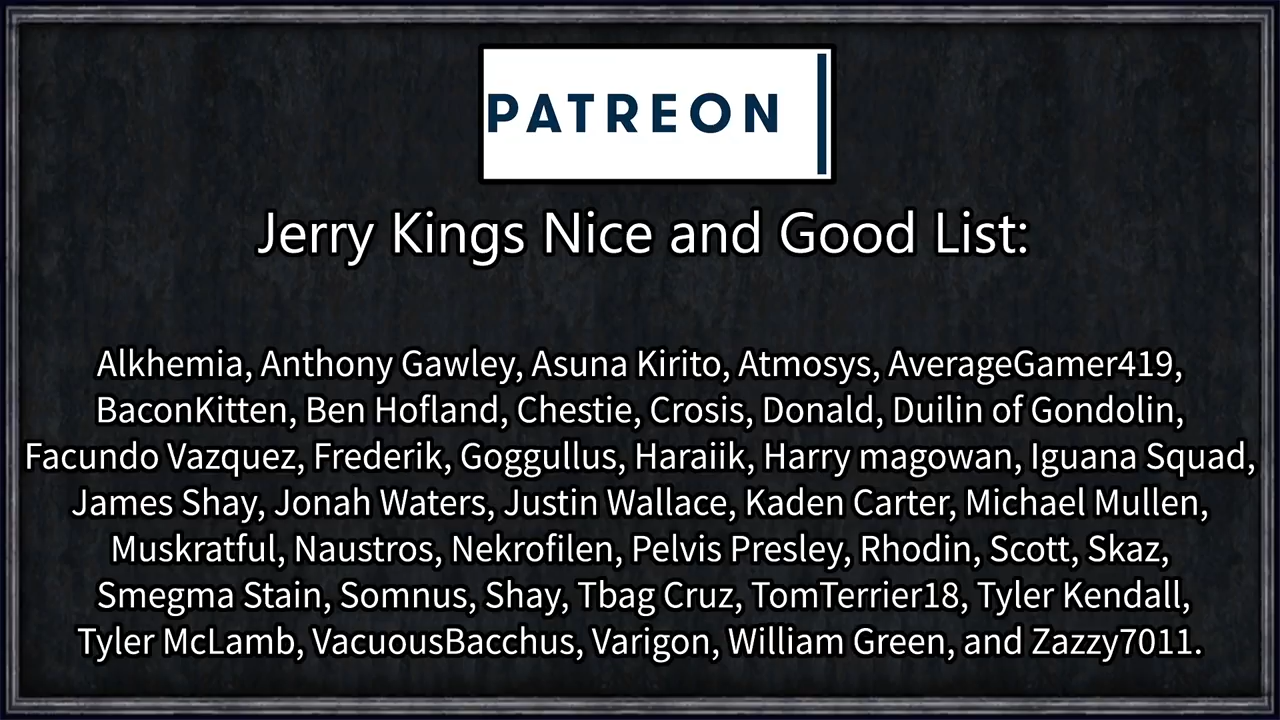 PATREON
Jerry Kings Nice and Good List:
Alkhemia, Anthony Gawley, Asuna Kirito, Atmosys, AverageGamer419,
BaconKitten, Ben Hofland, Chestie, Crosis, Donald, Duilin of Gondolin,
Facundo Vazquez, Frederik, Goggullus, Haraiik, Harry magowan, Iguana Squad,
James Shay, Jonah Waters, Justin Wallace, Kaden Carter, Michael Mullen,
Muskratful, Naustros, Nekrofilen, Pelvis Presley, Rhodin, Scott, Skaz,
Smegma Stain, Somnus, Shay, Tbag Cruz, TomTerrier18, Tyler Kendall,
Tyler McLamb, VacuousBacchus, Varigon, William Green, and Zazzy7011.